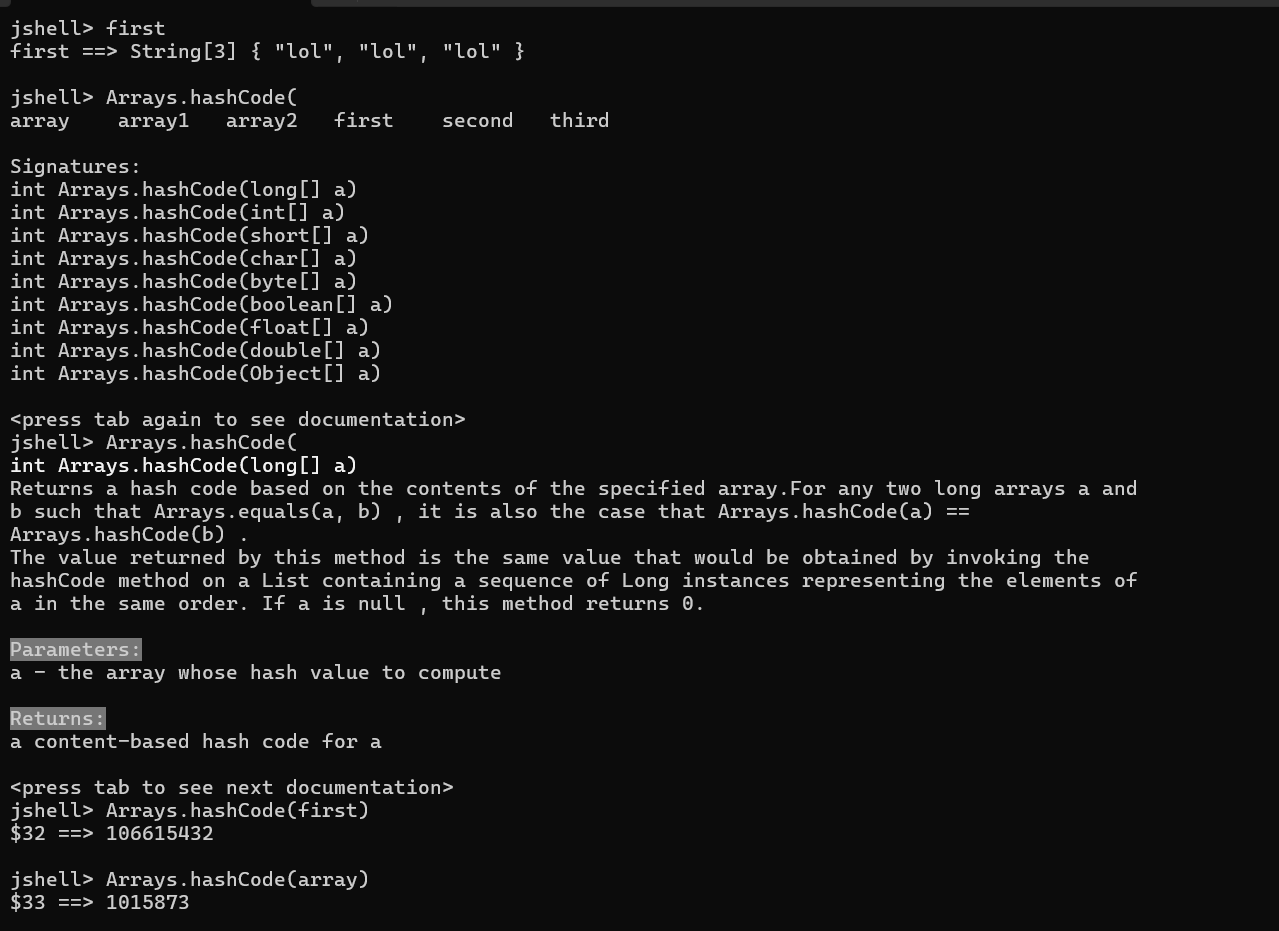 jshell> first
first ==> String[3] { "lol", "lol", "lol" }
jshell> Arrays.hashCode(
array    array1   array2   first    second   third
Signatures:
int Arrays.hashCode(long[] a)
int Arrays.hashCode(int[] a)
int Arrays.hashCode(short[] a)
int Arrays.hashCode(char[] a)
int Arrays.hashCode(byte[] a)
int Arrays.hashCode(boolean[] a)
int Arrays.hashCode(float[] a)
int Arrays.hashCode(double[] a)
int Arrays.hashCode(Object[] a)
<press tab again to see documentation>
jshell> Arrays.hashCode(
int Arrays.hashCode(long[] a)
Returns a hash code based on the contents of the specified array.For any two long arrays a and
b such that Arrays.equals(a, b) , it is also the case that Arrays.hashCode(a) ==
Arrays.hashCode(b) .
The value returned by this method is the same value that would be obtained by invoking the
hashCode method on a List containing a sequence of Long instances representing the elements of
a in the same order. If a is null , this method returns 0.
Parameters:
a - the array whose hash value to compute
Returns:
a content-based hash code for a
<press tab to see next documentation>
jshell> Arrays.hashCode(first)
$32 ==> 106615432
jshell> Arrays.hashCode(array)
$33 ==> 1015873